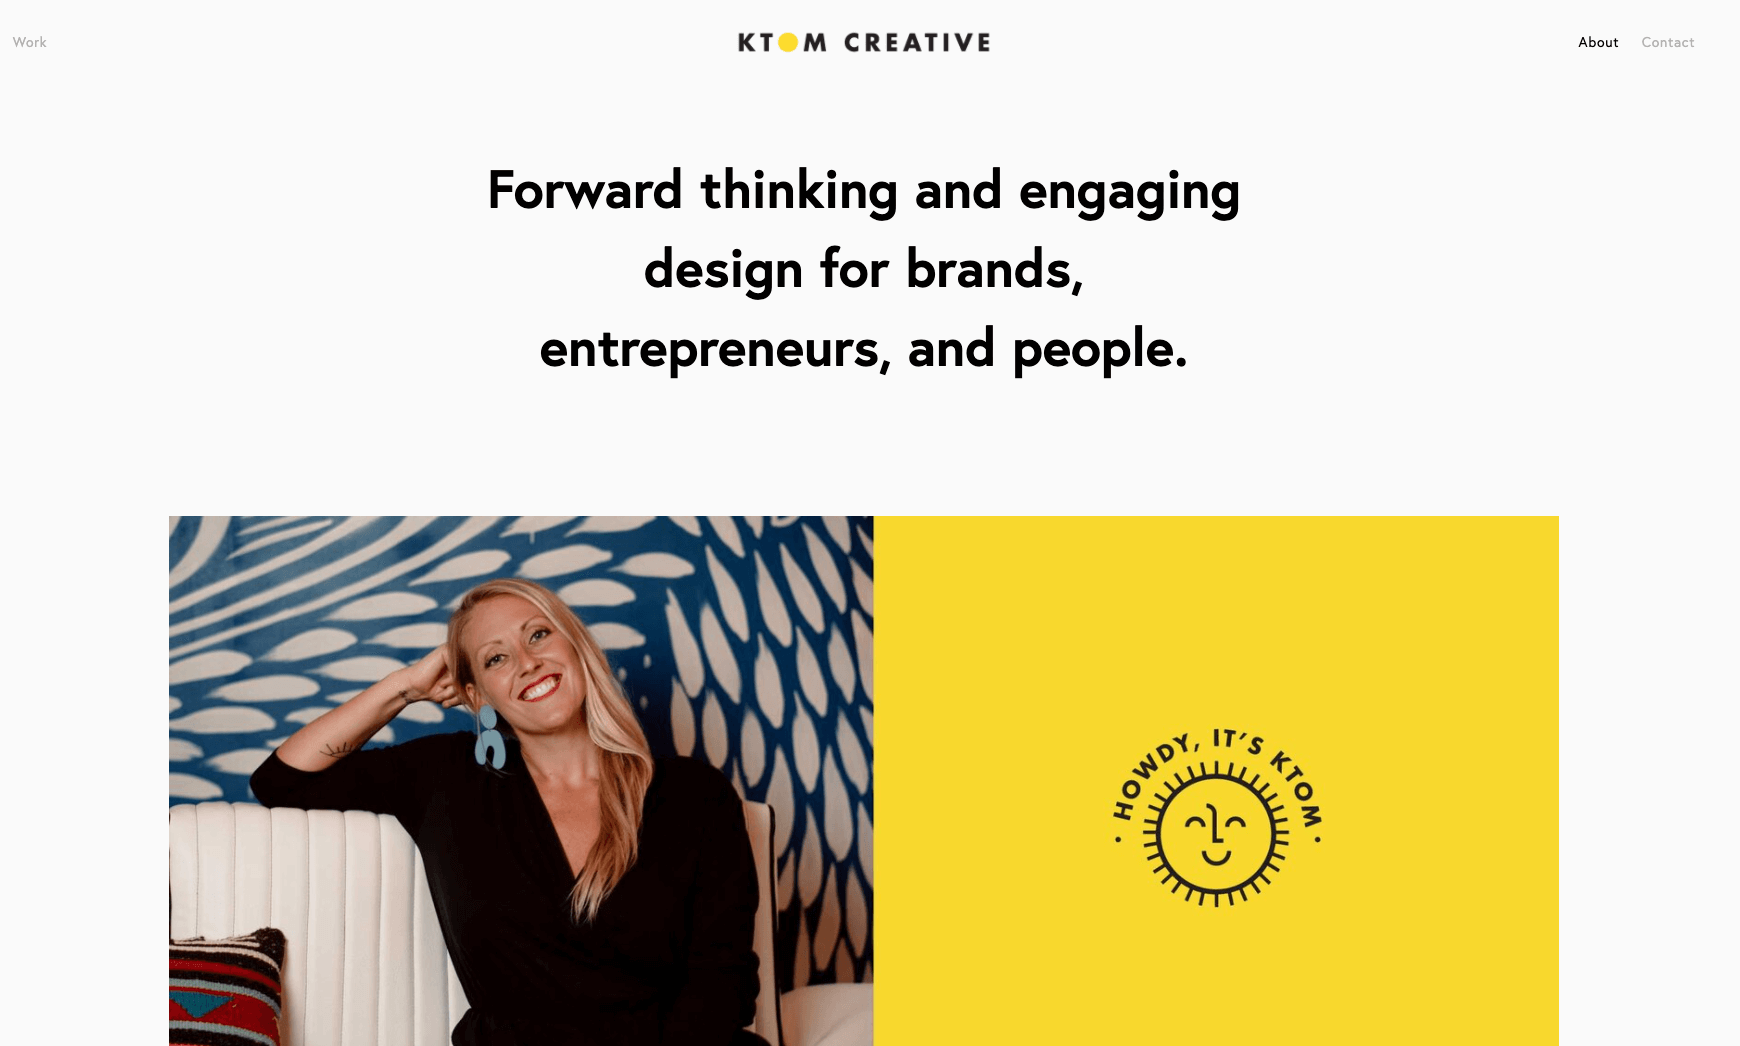 Work
KTOM CREATIVE
About
Contact
Forward thinking and engaging
design for brands,
entrepreneurs, and people.
· HOWDY, IT'S KTOM ·